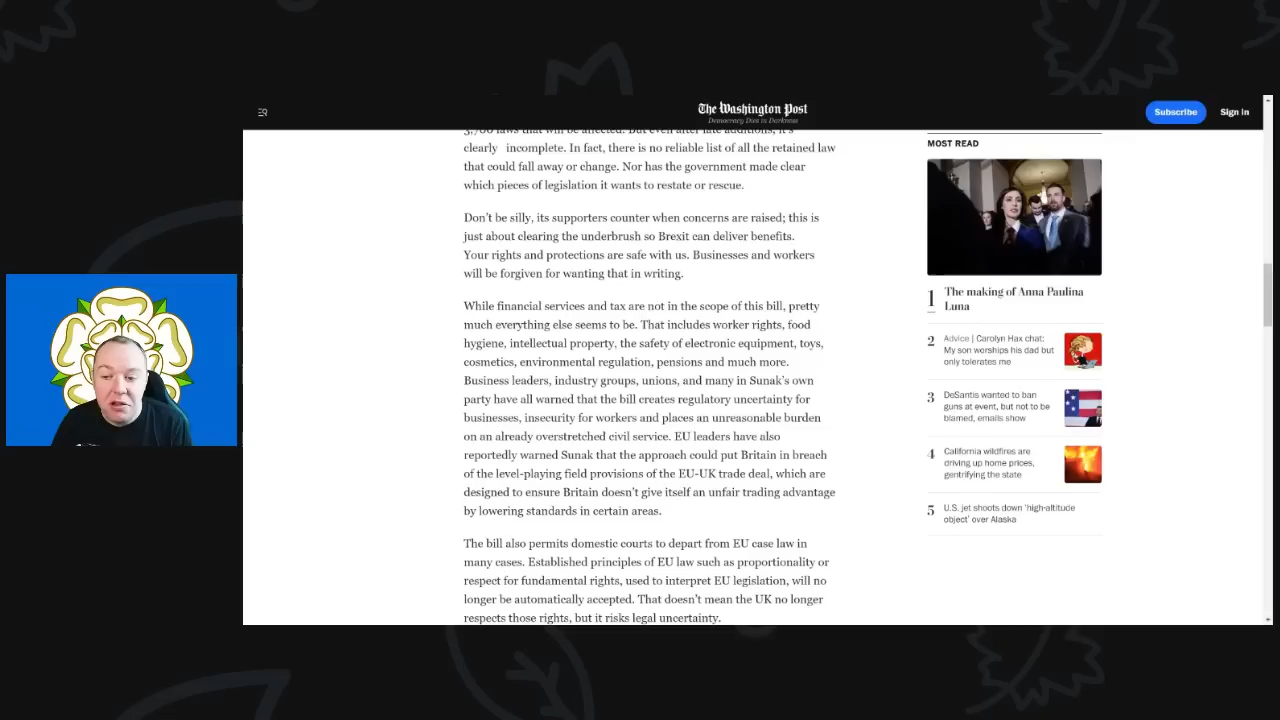 The Washington Post
Democracy Dies in Darkness
Subscribe
Sign in
3,700 laws that will be affected. But even after late additions, it's
clearly incomplete. In fact, there is no reliable list of all the retained law
that could fall away or change. Nor has the government made clear
which pieces of legislation it wants to restate or rescue.
Don't be silly, its supporters counter when concerns are raised; this is
just about clearing the underbrush so Brexit can deliver benefits.
Your rights and protections are safe with us. Businesses and workers
will be forgiven for wanting that in writing.
While financial services and tax are not in the scope of this bill, pretty
much everything else seems to be. That includes worker rights, food
hygiene, intellectual property, the safety of electronic equipment, toys,
cosmetics, environmental regulation, pensions and much more.
Business leaders, industry groups, unions, and many in Sunak's own
party have all warned that the bill creates regulatory uncertainty for
businesses, insecurity for workers and places an unreasonable burden
on an already overstretched civil service. EU leaders have also
reportedly warned Sunak that the approach could put Britain in breach
of the level-playing field provisions of the EU-UK trade deal, which are
designed to ensure Britain doesn't give itself an unfair trading advantage
by lowering standards in certain areas.
The bill also permits domestic courts to depart from EU case law in
many cases. Established principles of EU law such as proportionality or
respect for fundamental rights, used to interpret EU legislation, will no
longer be automatically accepted. That doesn't mean the UK no longer
respects those rights, but it risks legal uncertainty.
MOST READ
1 The making of Anna Paulina
Luna
2 Advice | Carolyn Hax chat:
My son worships his dad but
only tolerates me
3 DeSantis wanted to ban
guns at event, but not to be
blamed, emails show
4 California wildfires are
driving up home prices,
gentrifying the state
5 U.S. jet shoots down 'high-altitude
object' over Alaska